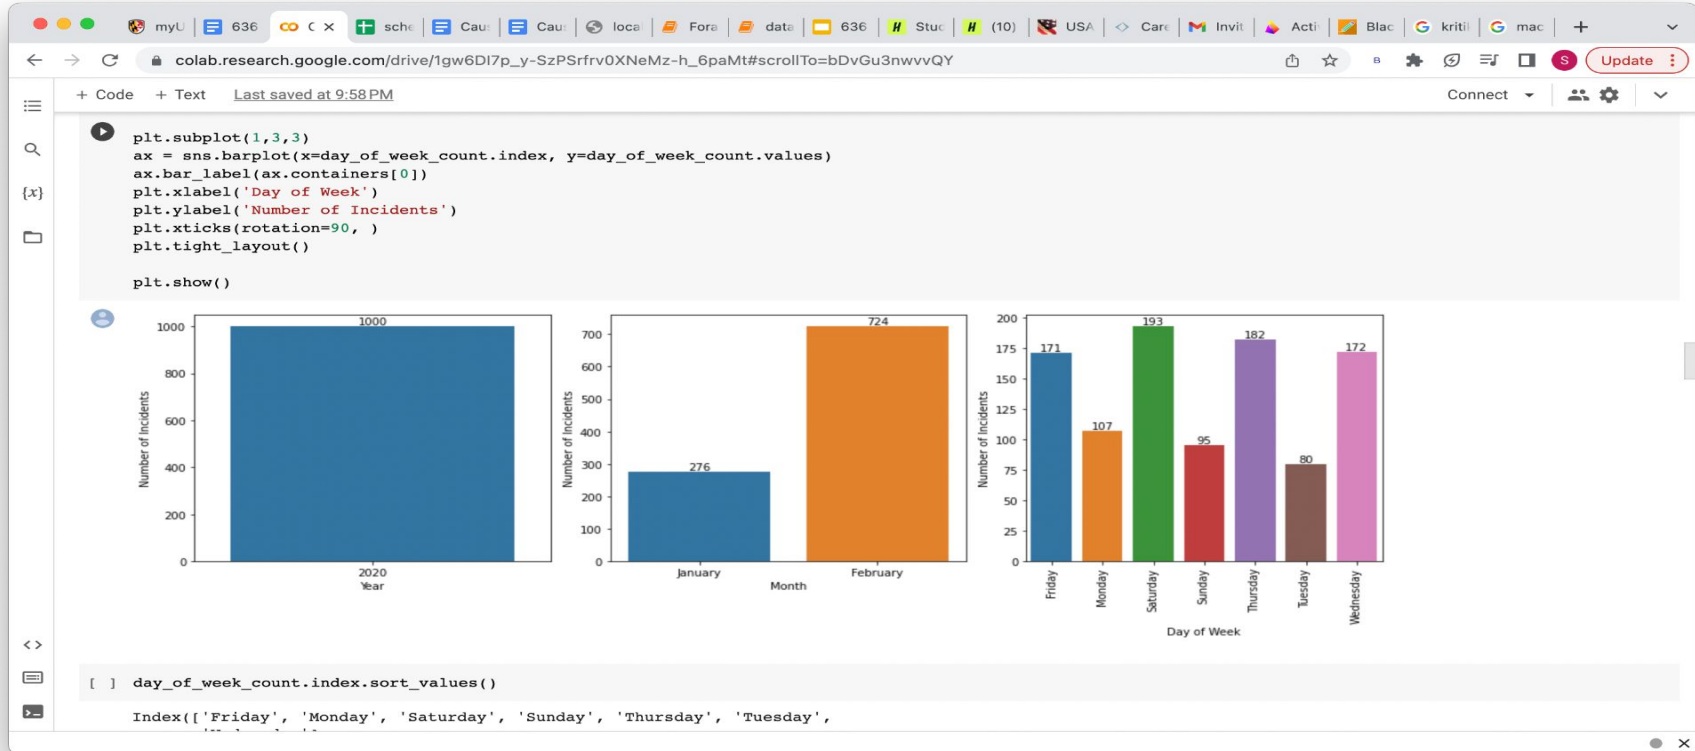 myU 636 C sche Caus Caus loca Fora data 636 Stuc (10) USA Care Invit Acti Blac kriti mac
colab.research.google.com/drive/1gw6DI7p_y-SzPSrfrv0XNeMz-h_6paMt#scrollTo=bDvGu3nwvvQY
S Update
+ Code + Text Last saved at 9:58 PM Connect
plt.subplot(1,3,3)
ax = sns.barplot(x=day_of_week_count.index, y=day_of_week_count.values)
ax.bar_label(ax.containers[0])
{x}
plt.xlabel('Day of Week')
plt.ylabel('Number of Incidents')
plt.xticks(rotation=90, )
plt.tight_layout()
plt.show()
Number of Incidents
1000
800
600
400
200
0
1000
2020
Year
Number of Incidents
700
600
500
400
300
200
100
0
276
724
January February
Month
Number of Incidents
200
175
150
125
100
75
50
25
0
171 107 193 95 182 80 172
Friday Monday Saturday Sunday Thursday Tuesday Wednesday
Day of Week
[ ] day_of_week_count.index.sort_values()
Index(['Friday', 'Monday', 'Saturday', 'Sunday', 'Thursday', 'Tuesday',